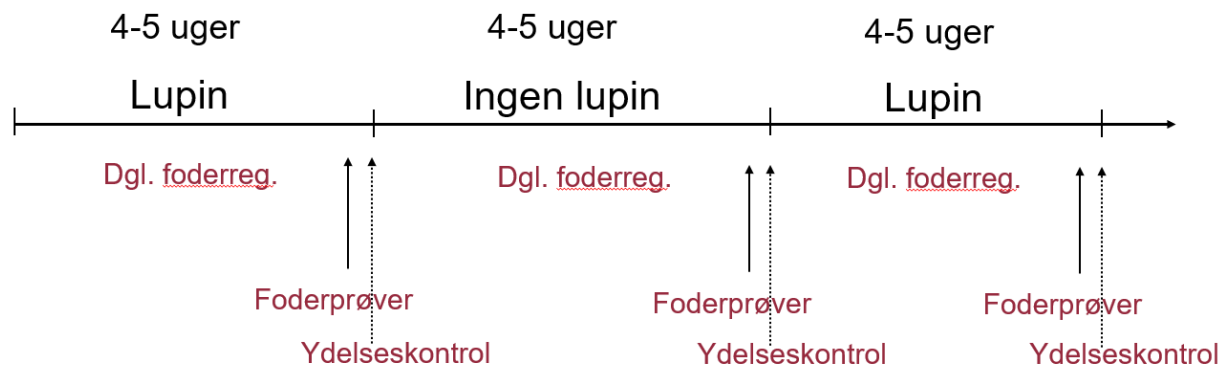 4-5 uger
4-5 uger
4-5 uger
Lupin
Ingen lupin
Lupin
Dgl. foderreg.
Dgl. foderreg.
Dgl. foderreg.
Foderprøver
Foderprøver
Foderprøver
Ydelseskontrol
Ydelseskontrol
Ydelseskontrol